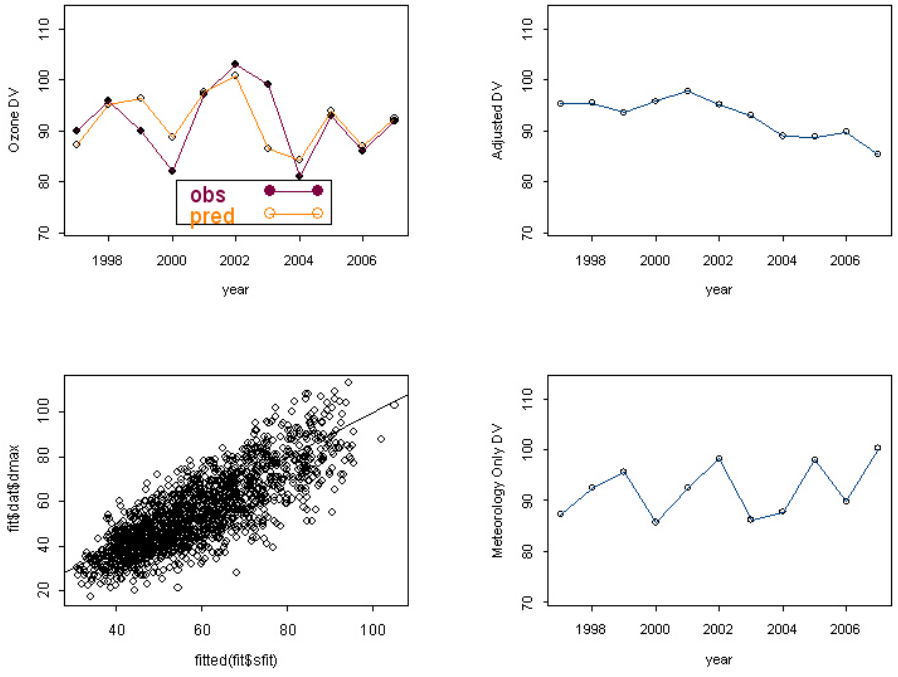 110
100
90
80
70
Ozone DV
obs
pred
1998 2000 2002 2004 2006
year
110
100
90
80
70
Adjusted DV
1998 2000 2002 2004 2006
year
100
80
60
40
20
fit$dat$dmax
40 60 80 100
fitted(fit$sfit)
110
100
90
80
70
Meteorology Only DV
1998 2000 2002 2004 2006
year